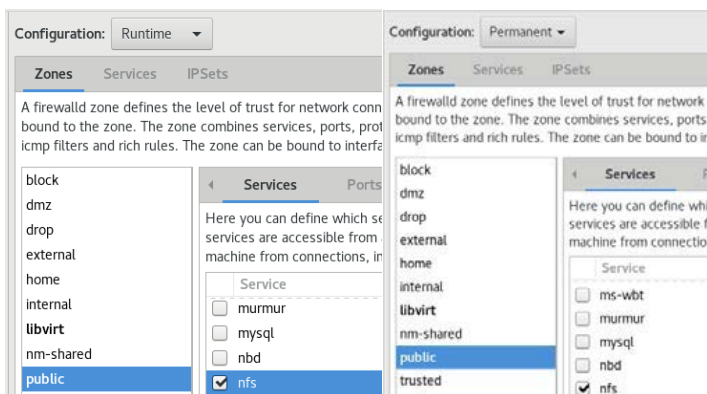 Configuration: Runtime
Zones Services IPSets
A firewalld zone defines the level of trust for network conn
bound to the zone. The zone combines services, ports, prot
icmp filters and rich rules. The zone can be bound to interfa
block
dmz
drop
external
home
internal
libvirt
nm-shared
public
Services Ports
Here you can define which se
services are accessible from
machine from connections, in
Service
murmur
mysql
nbd
nfs
Configuration: Permanent
Zones Services IPSets
A firewalld zone defines the level of trust for network
bound to the zone. The zone combines services, ports
icmp filters and rich rules. The zone can be bound to
block
dmz
drop
external
home
internal
libvirt
nm-shared
public
trusted
Services
Here you can define whi
services are accessible
machine from connectio
Service
ms-wbt
murmur
mysql
nbd
nfs